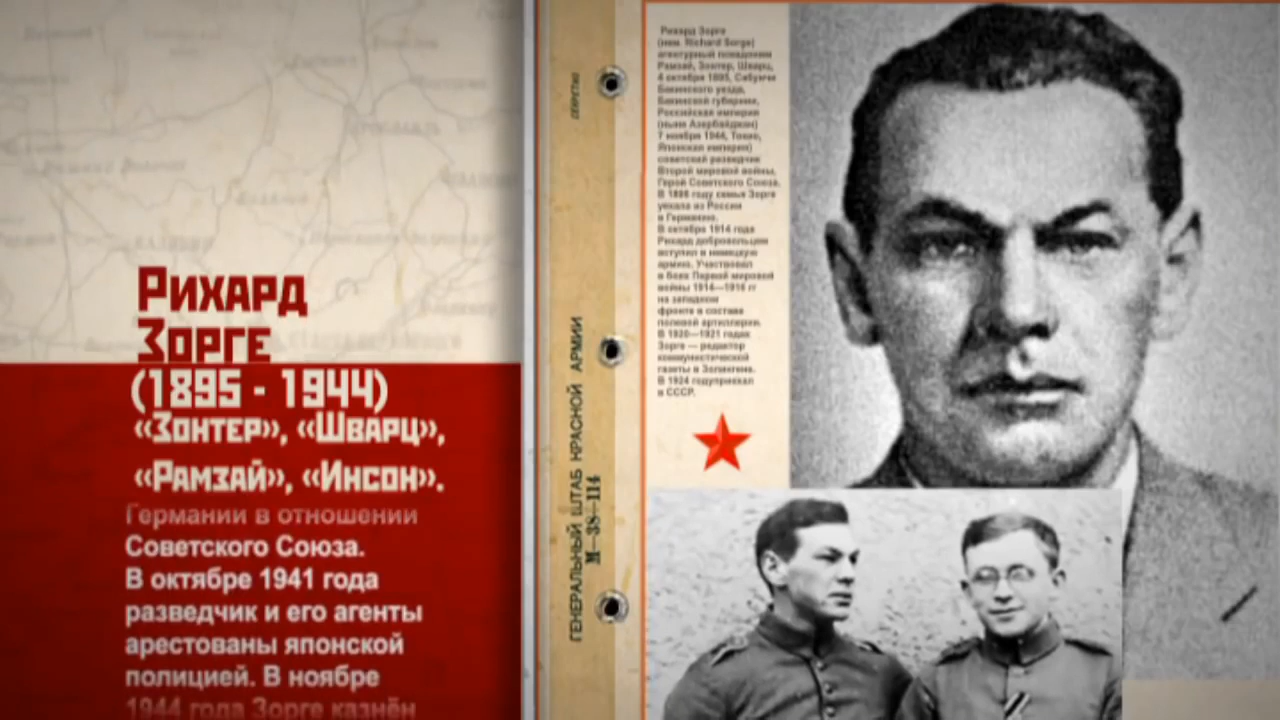 Рихард
Зорге
(1895 - 1944)
«Зонтер», «Шварц»,
«Рамзай», «Инсон».
Германии в отношении
Советского Союза.
В октябре 1941 года
разведчик и его агенты
арестованы японской
полицией. В ноябре
1944 года Зорге казнён
СЕКРЕТНО
ГЕНЕРАЛЬНЫЙ ШТАБ КРАСНОЙ АРМИИ
М—38—114
Рихард Зорге
(нем. Richard Sorge)
агентурный псевдоним
Рамзай, Зонтер, Шварц,
4 октября 1895, Сабунчи
Бакинского уезда,
Бакинской губернии,
Российская империя
(ныне Азербайджан)
7 ноября 1944, Токио,
Японская империя)
советский разведчик
Второй мировой войны,
Герой Советского Союза.
В 1898 году семья Зорге
уехала из России
в Германию.
В октябре 1914 года
Рихард добровольцем
вступил в немецкую
армию. Участвовал
в боях Первой мировой
войны 1914—1916 гг
на западном
фронте в составе
полевой артиллерии.
В 1920—1921 годах
Зорге — редактор
коммунистической
газеты в Золингене.
В 1924 году приехал
в СССР.